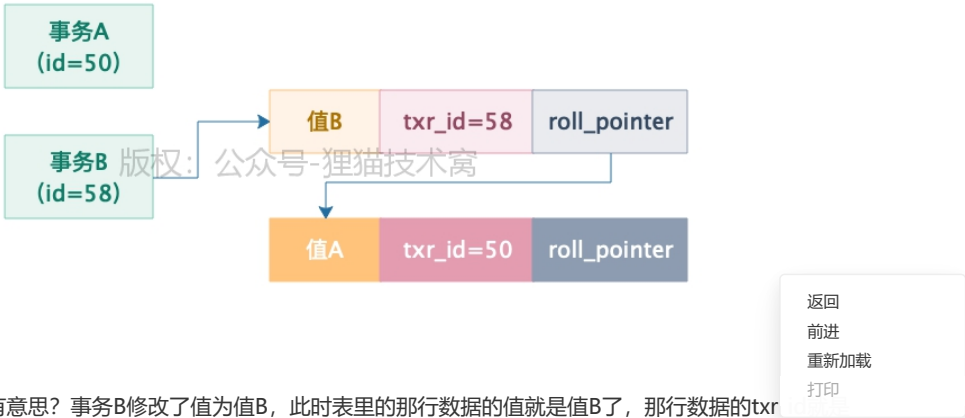 事务A
(id=50)
值B
txr_id=58
roll_pointer
事务B
(id=58)
版权：公众号-狸猫技术窝
值A
txr_id=50
roll_pointer
返回
前进
重新加载
打印
有意思？事务B修改了值为值B，此时表里的那行数据的值就是值B了，那行数据的txr